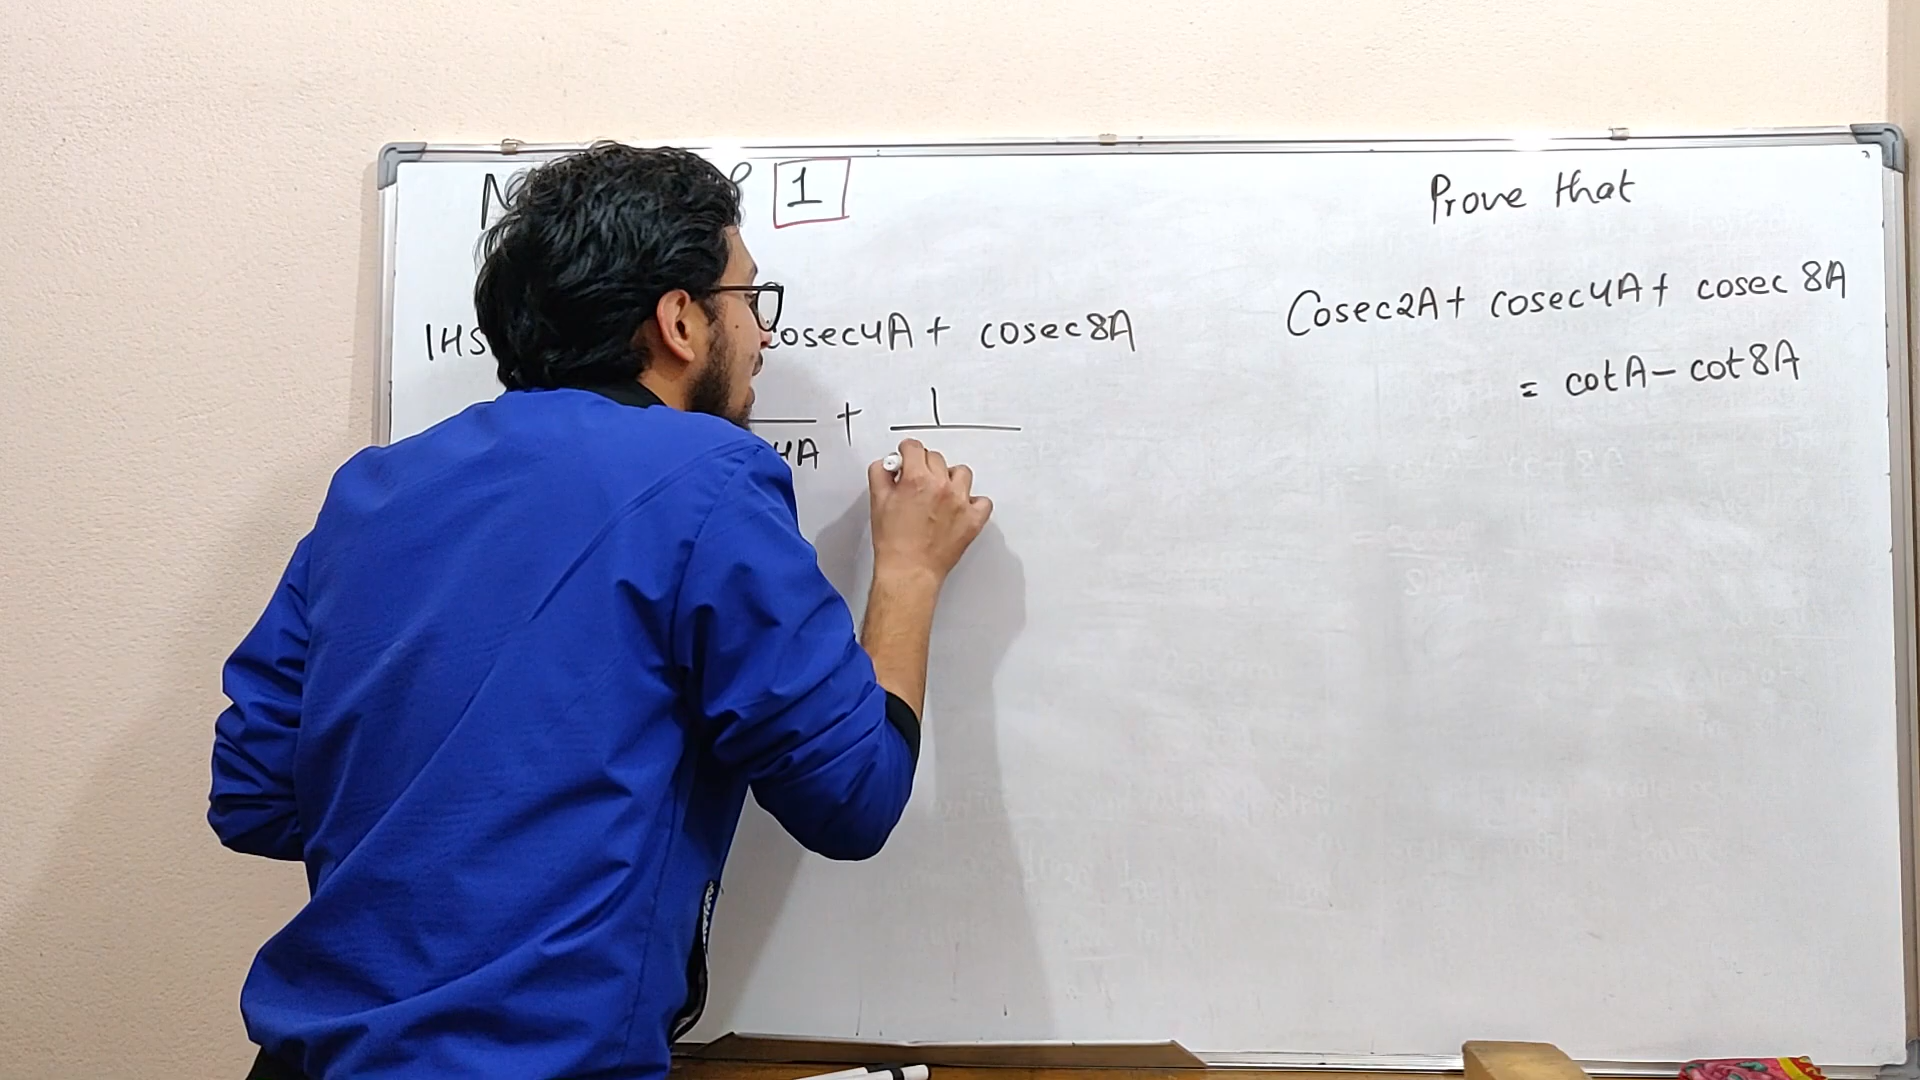 1
LHS cosec4A + cosec8A
4A + 1
Prove that
Cosec2A + cosec4A + cosec 8A
= cotA - cot8A